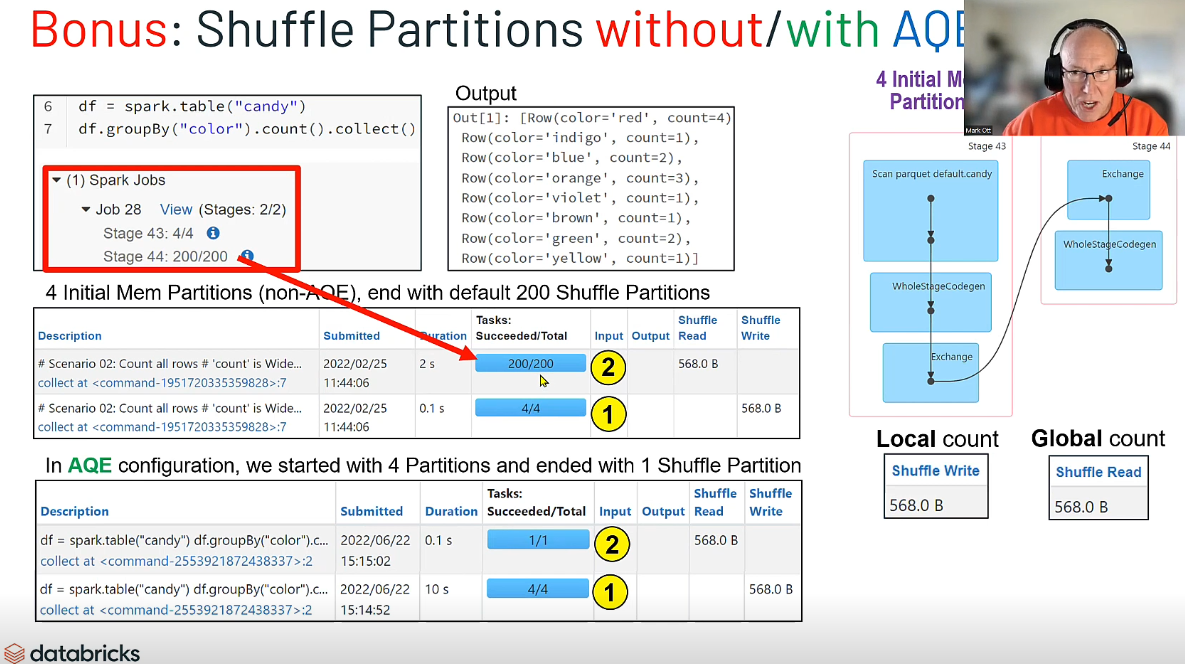 Bonus: Shuffle Partitions without/with AQE
6 df = spark.table("candy")
7 df.groupBy("color").count().collect()
(1) Spark Jobs
Job 28 View (Stages: 2/2)
Stage 43: 4/4
Stage 44: 200/200
Output
Out[1]: [Row(color='red', count=4)
Row(color='indigo', count=1),
Row(color='blue', count=2),
Row(color='orange', count=3),
Row(color='violet', count=1),
Row(color='brown', count=1),
Row(color='green', count=2),
Row(color='yellow', count=1)]
4 Initial Me
Partition
Mark Ott
Stage 43
Scan parquet default.candy
WholeStageCodegen
Exchange
Stage 44
Exchange
WholeStageCodegen
4 Initial Mem Partitions (non-AQE), end with default 200 Shuffle Partitions
Description Submitted Duration Tasks: Succeeded/Total Input Output Shuffle Read Shuffle Write
# Scenario 02: Count all rows # 'count' is Wide... 2022/02/25 2 s 200/200 2 568.0 B
collect at <command-1951720335359828>:7 11:44:06
# Scenario 02: Count all rows # 'count' is Wide... 2022/02/25 0.1 s 4/4 1 568.0 B
collect at <command-1951720335359828>:7 11:44:06
Local count
Shuffle Write
568.0 B
Global count
Shuffle Read
568.0 B
In AQE configuration, we started with 4 Partitions and ended with 1 Shuffle Partition
Description Submitted Duration Tasks: Succeeded/Total Input Output Shuffle Read Shuffle Write
df = spark.table("candy") df.groupBy("color").c... 2022/06/22 0.1 s 1/1 2 568.0 B
collect at <command-2553921872438337>:2 15:15:02
df = spark.table("candy") df.groupBy("color").c... 2022/06/22 10 s 4/4 1 568.0 B
collect at <command-2553921872438337>:2 15:14:52
databricks